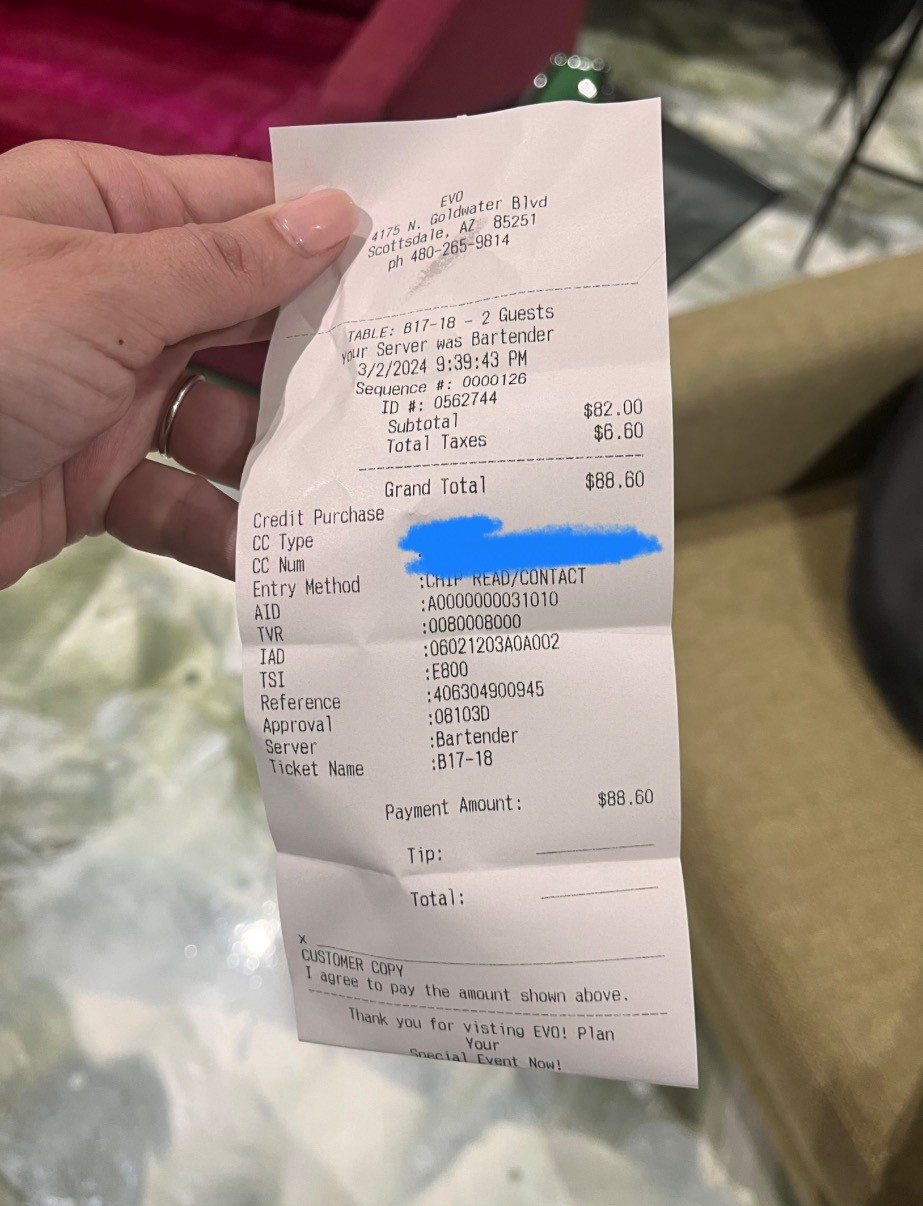 EVO
4175 N. Goldwater Blvd
Scottsdale, AZ 85251
ph 480-265-9814
TABLE: B17-18 - 2 Guests
Your Server was Bartender
3/2/2024 9:39:43 PM
Sequence #: 0000126
ID #: 0562744
Subtotal $82.00
Total Taxes $6.60
Grand Total $88.60
Credit Purchase
CC Type
CC Num
Entry Method :CHIP READ/CONTACT
AID :A0000000031010
TVR :0080008000
IAD :06021203A0A002
TSI :E800
Reference :406304900945
Approval :08103D
Server :Bartender
Ticket Name :B17-18
Payment Amount: $88.60
Tip:
Total:
X
CUSTOMER COPY
I agree to pay the amount shown above.
Thank you for visting EVO! Plan
Your
Special Event Now!